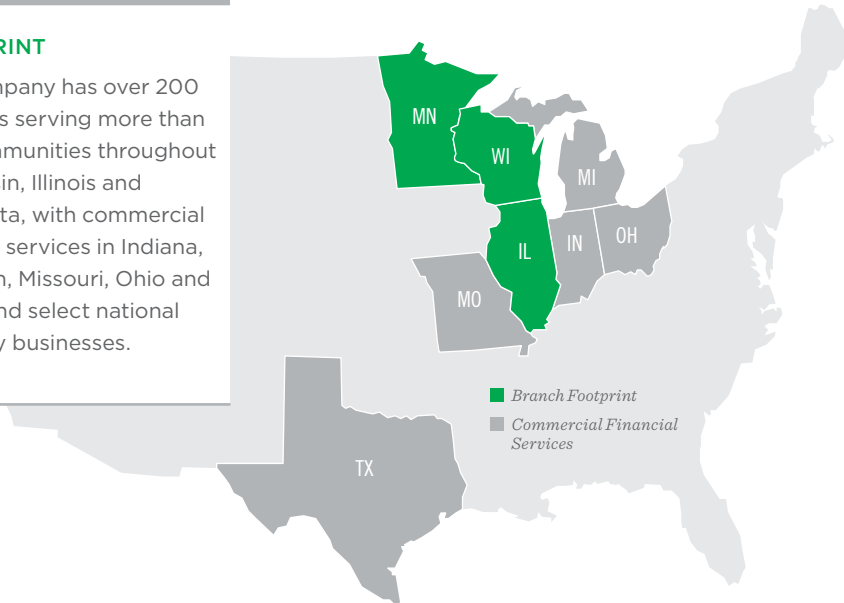 RINT
mpany has over 200
s serving more than
mmunities throughout
in, Illinois and
ta, with commercial
services in Indiana,
n, Missouri, Ohio and
nd select national
y businesses.
MN
WI
MI
IL
IN
OH
MO
Branch Footprint
Commercial Financial
Services
TX